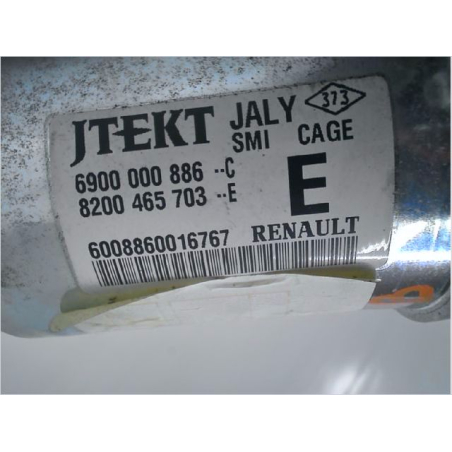 JTEKT JALY 373
SMI CAGE
6900 000 886 --C
8200 465 703 --E
E
6008860016767 RENAULT